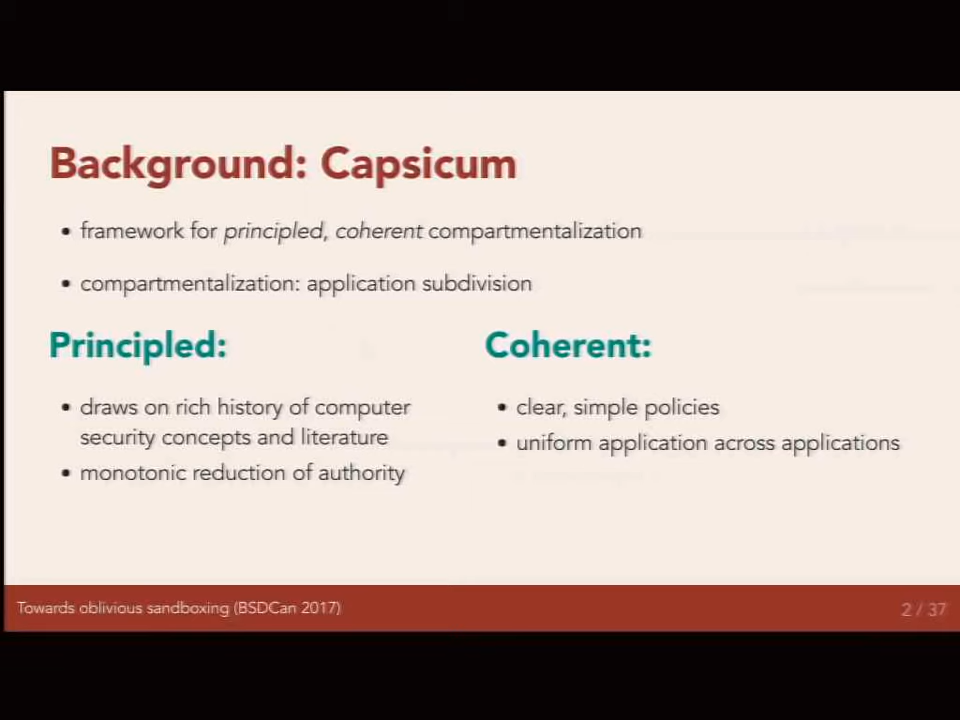 Background: Capsicum
• framework for principled, coherent compartmentalization
• compartmentalization: application subdivision
Principled:
• draws on rich history of computer
security concepts and literature
• monotonic reduction of authority
Coherent:
• clear, simple policies
• uniform application across applications
Towards oblivious sandboxing (BSDCan 2017)
2 / 37